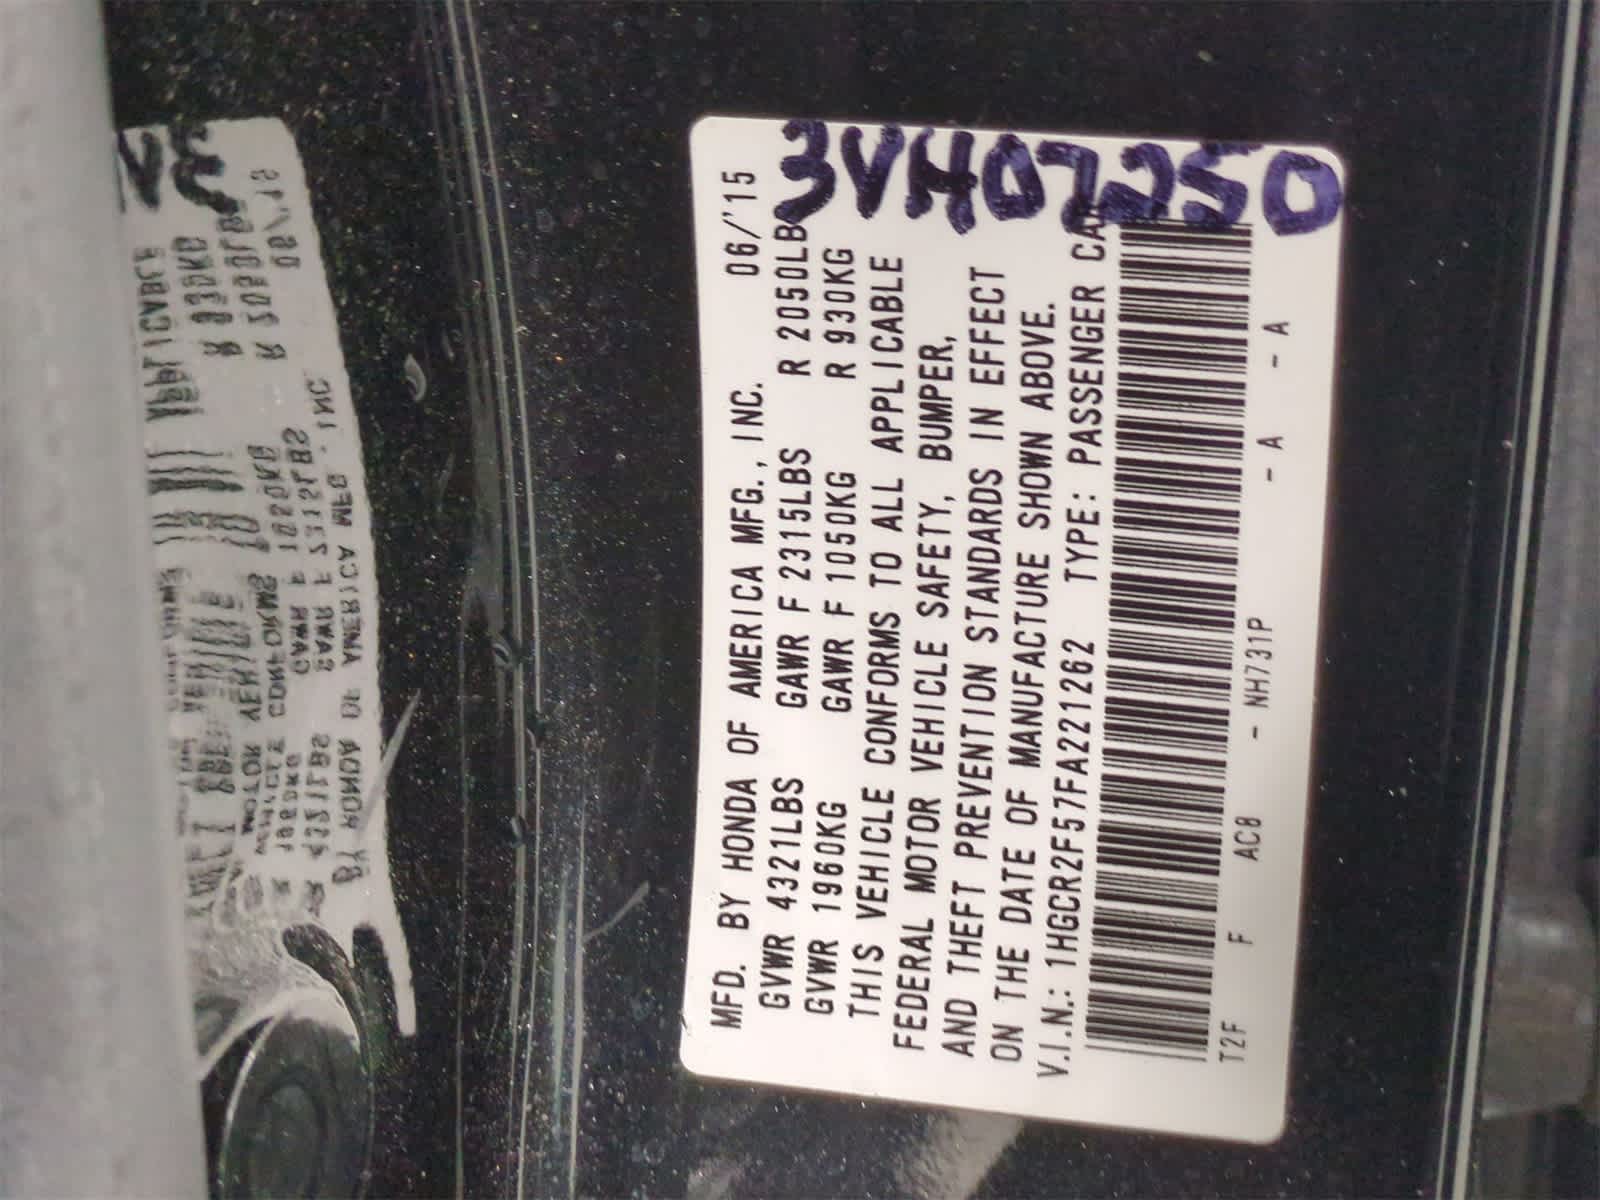 3VH07250
MFD. BY HONDA OF AMERICA MFG., INC. 06/'15
GVWR 4321LBS GAWR F 2315LBS R 2050LB
GVWR 1960KG GAWR F 1050KG R 930KG
THIS VEHICLE CONFORMS TO ALL APPLICABLE
FEDERAL MOTOR VEHICLE SAFETY, BUMPER,
AND THEFT PREVENTION STANDARDS IN EFFECT
ON THE DATE OF MANUFACTURE SHOWN ABOVE.
V.I.N.: 1HGCR2F57FA221262 TYPE: PASSENGER CA
T2F F AC8 - NH731P - A - A